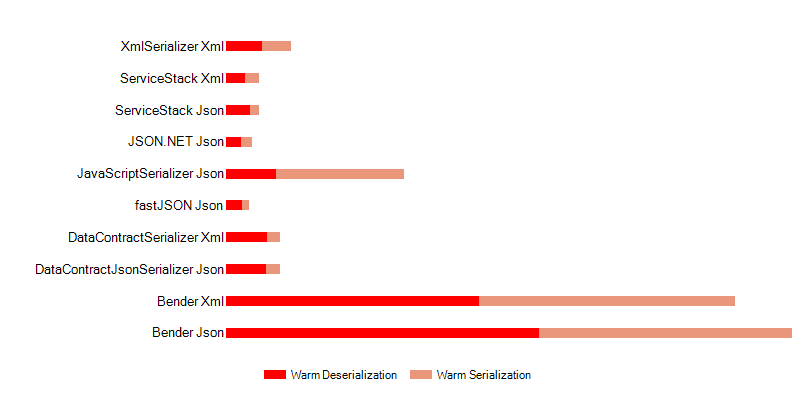 XmlSerializer Xml
ServiceStack Xml
ServiceStack Json
JSON.NET Json
JavaScriptSerializer Json
fastJSON Json
DataContractSerializer Xml
DataContractJsonSerializer Json
Bender Xml
Bender Json
Warm Deserialization Warm Serialization